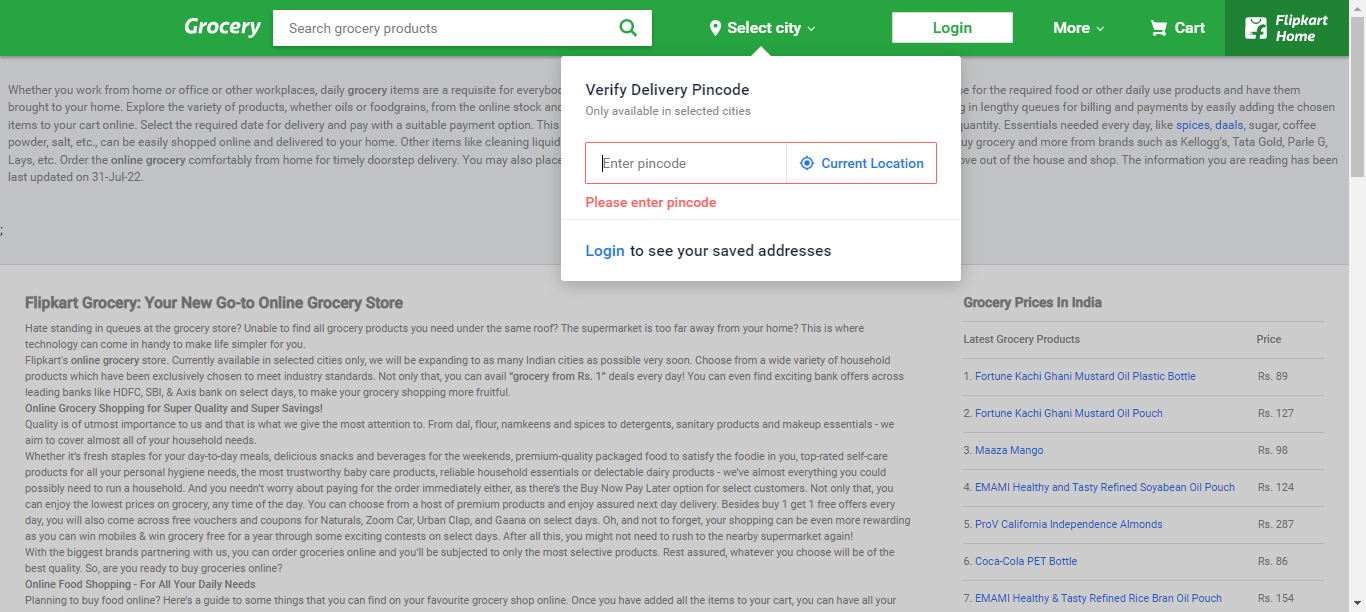 Grocery
Search grocery products
Select city
Login
More
Cart
Flipkart
Home
Verify Delivery Pincode
Only available in selected cities
Enter pincode
Current Location
Please enter pincode
Login to see your saved addresses
Whether you work from home or office or other workplaces, daily grocery items are a requisite for everybo
e for the required food or other daily use products and have them
brought to your home. Explore the variety of products, whether oils or foodgrains, from the online stock and
g in lengthy queues for billing and payments by easily adding the chosen
items to your cart online. Select the required date for delivery and pay with a suitable payment option. This
quantity. Essentials needed every day, like spices, daals, sugar, coffee
powder, salt, etc., can be easily shopped online and delivered to your home. Other items like cleaning liquid
uy grocery and more from brands such as Kellogg's, Tata Gold, Parle G,
Lays, etc. Order the online grocery comfortably from home for timely doorstep delivery. You may also place
ove out of the house and shop. The information you are reading has been
last updated on 31-Jul-22.
;
Flipkart Grocery: Your New Go-to Online Grocery Store
Hate standing in queues at the grocery store? Unable to find all grocery products you need under the same roof? The supermarket is too far away from your home? This is where
technology can come in handy to make life simpler for you.
Flipkart's online grocery store. Currently available in selected cities only, we will be expanding to as many Indian cities as possible very soon. Choose from a wide variety of household
products which have been exclusively chosen to meet industry standards. Not only that, you can avail “grocery from Rs. 1” deals every day! You can even find exciting bank offers across
leading banks like HDFC, SBI, & Axis bank on select days, to make your grocery shopping more fruitful.
Online Grocery Shopping for Super Quality and Super Savings!
Quality is of utmost importance to us and that is what we give the most attention to. From dal, flour, namkeens and spices to detergents, sanitary products and makeup essentials - we
aim to cover almost all of your household needs.
Whether it's fresh staples for your day-to-day meals, delicious snacks and beverages for the weekends, premium-quality packaged food to satisfy the foodie in you, top-rated self-care
products for all your personal hygiene needs, the most trustworthy baby care products, reliable household essentials or delectable dairy products - we've almost everything you could
possibly need to run a household. And you needn't worry about paying for the order immediately either, as there's the Buy Now Pay Later option for select customers. Not only that, you
can enjoy the lowest prices on grocery, any time of the day. You can choose from a host of premium products and enjoy assured next day delivery. Besides buy 1 get 1 free offers every
day, you will also come across free vouchers and coupons for Naturals, Zoom Car, Urban Clap, and Gaana on select days. Oh, and not to forget, your shopping can be even more rewarding
as you can win mobiles & win grocery free for a year through some exciting contests on select days. After all this, you might not need to rush to the nearby supermarket again!
With the biggest brands partnering with us, you can order groceries online and you'll be subjected to only the most selective products. Rest assured, whatever you choose will be of the
best quality. So, are you ready to buy groceries online?
Online Food Shopping - For All Your Daily Needs
Planning to buy food online? Here's a guide to some things that you can find on your favourite grocery shop online. Once you have added all the items to your cart, you can have all your
Grocery Prices In India
Latest Grocery Products Price
1. Fortune Kachi Ghani Mustard Oil Plastic Bottle Rs. 89
2. Fortune Kachi Ghani Mustard Oil Pouch Rs. 127
3. Maaza Mango Rs. 98
4. EMAMI Healthy and Tasty Refined Soyabean Oil Pouch Rs. 124
5. ProV California Independence Almonds Rs. 287
6. Coca-Cola PET Bottle Rs. 86
7. EMAMI Healthy & Tasty Refined Rice Bran Oil Pouch Rs. 154